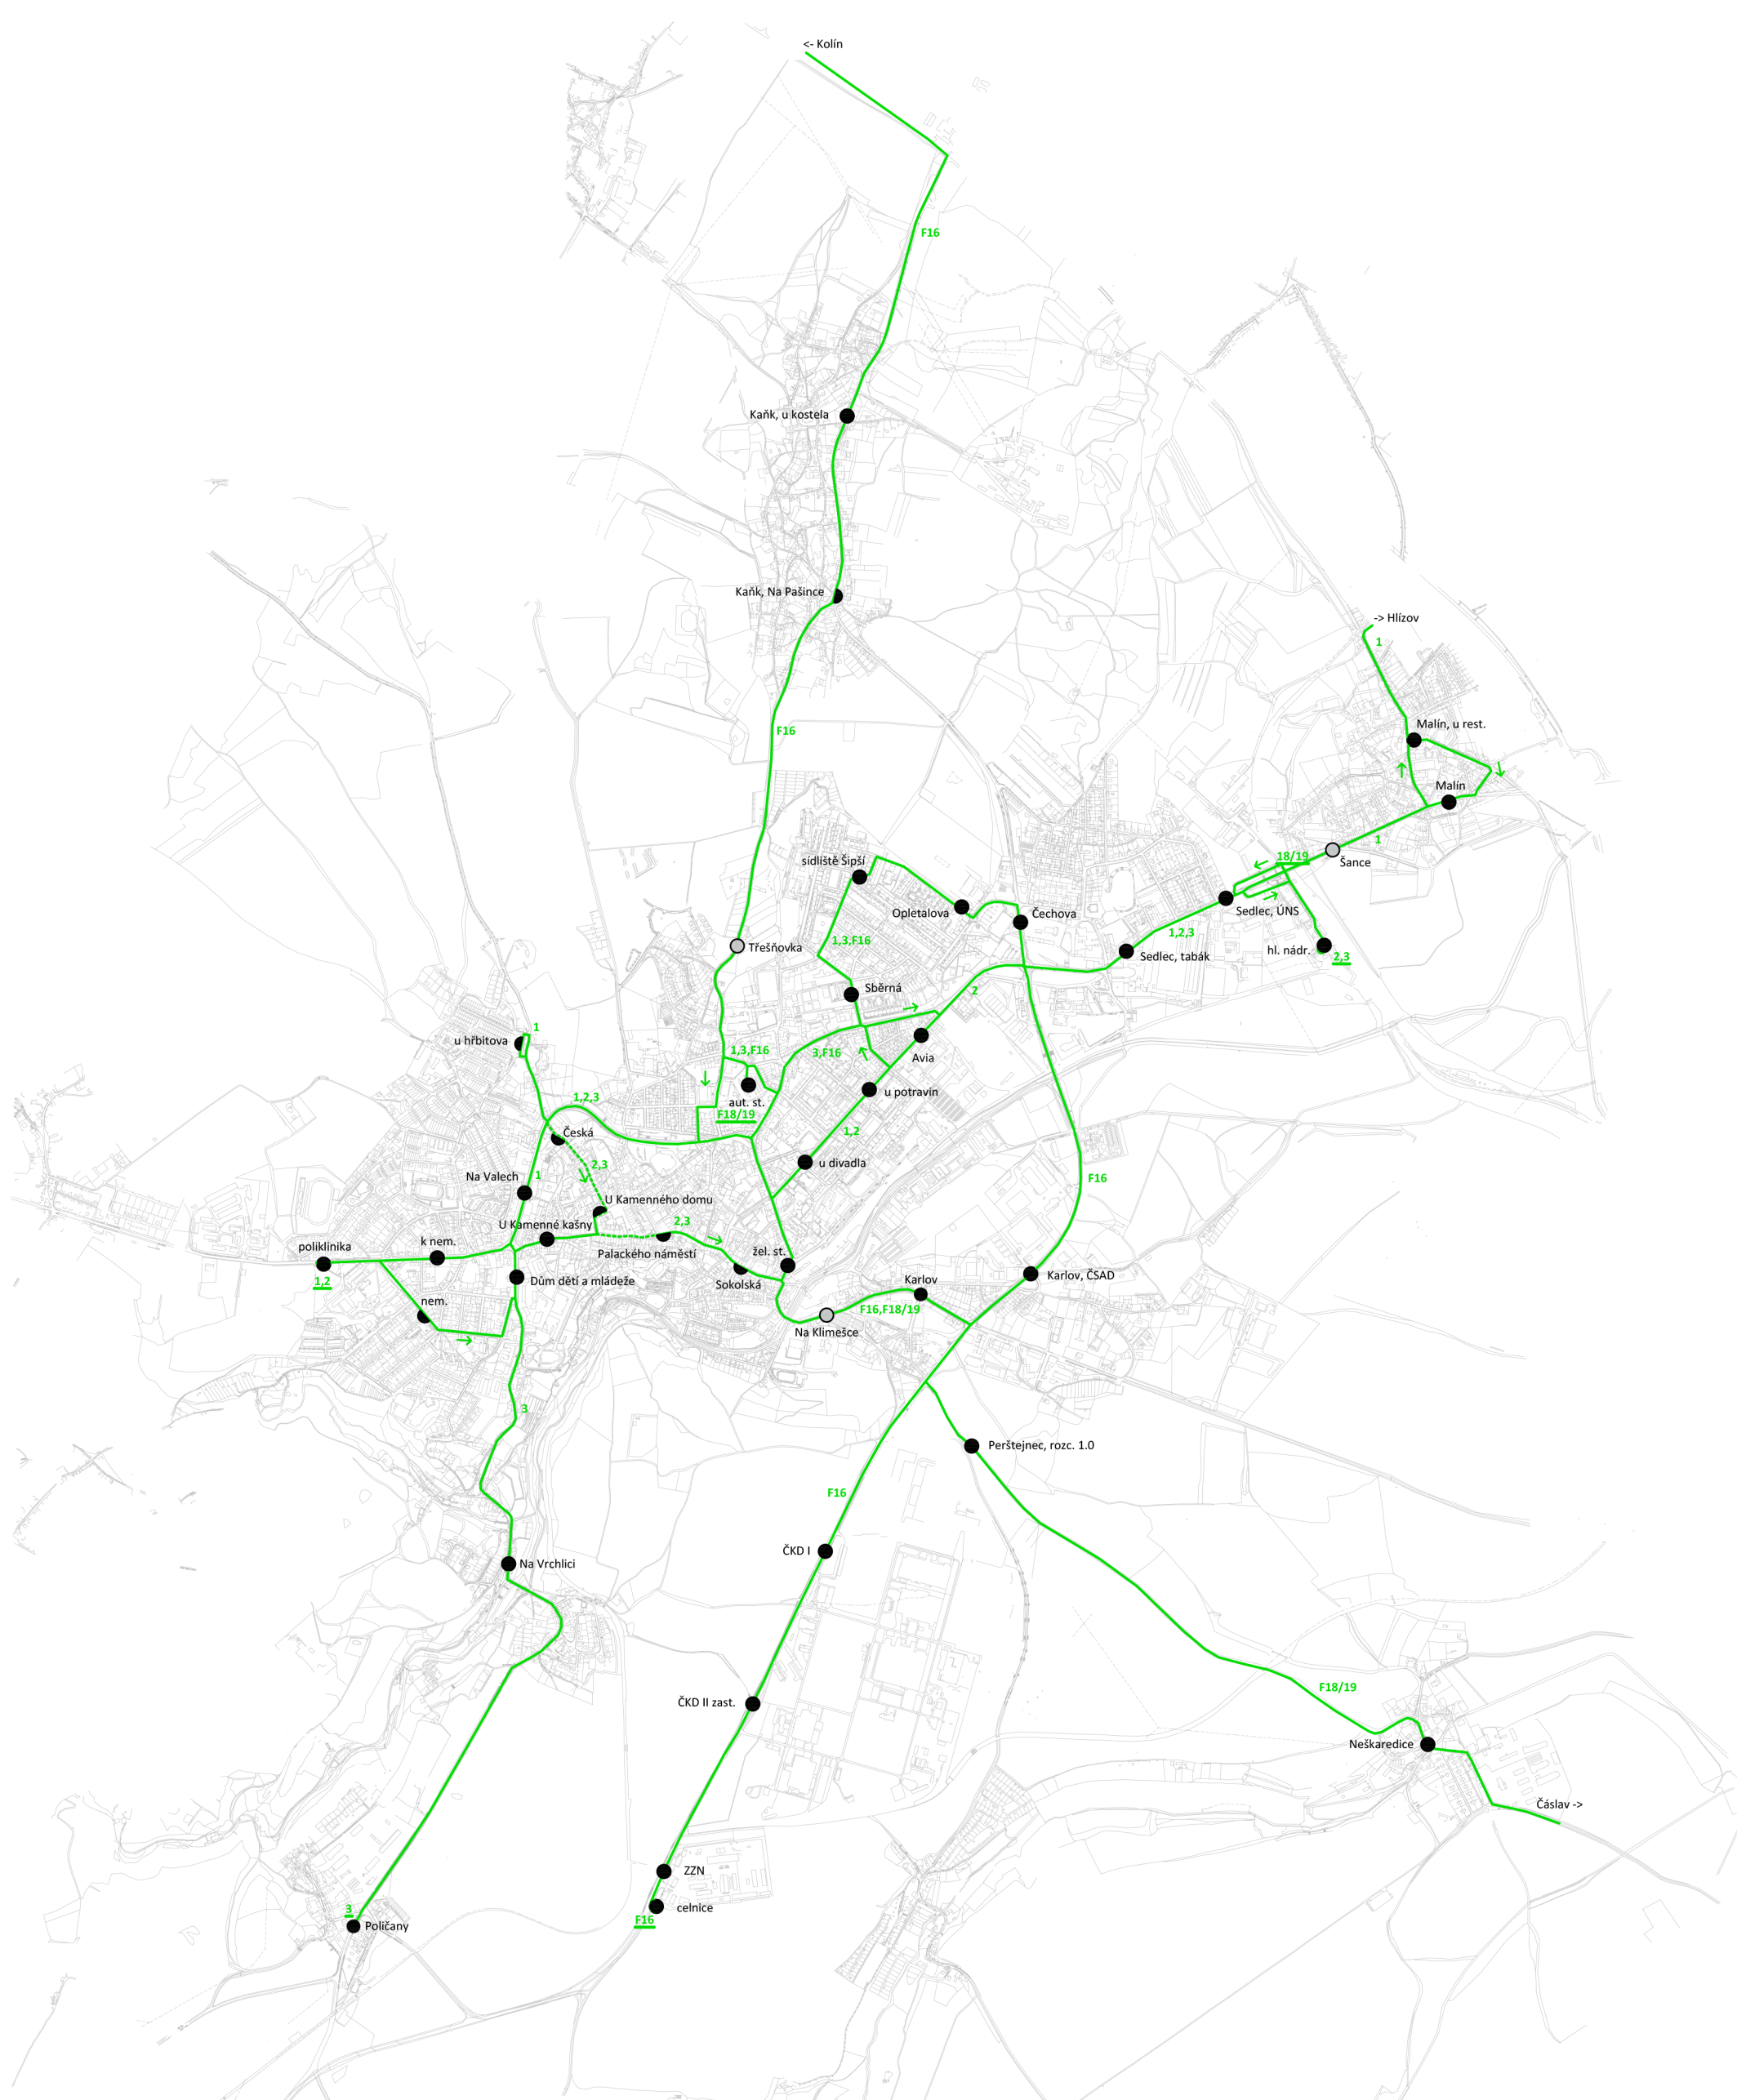 <- Kolín
F16
Kaňk, u kostela
Kaňk, Na Pašince
-> Hlízov
1
F16
Malín, u rest.
Malín
1
18/19
Šance
sídliště Šipší
Opletalova
Čechova
Sedlec, ÚNS
1,2,3
1,3,F16
Třešňovka
Sedlec, tabák
hl. nádr.
2,3
Sběrná
2
1
u hřbitova
1,3,F16
3,F16
Avia
u potravin
aut. st.
F18/19
1,2,3
Česká
1,2
2,3
u divadla
Na Valech
1
F16
U Kamenného domu
2,3
U Kamenné kašny
k nem.
poliklinika
Palackého náměstí
žel. st.
1,2
Dům dětí a mládeže
Sokolská
Karlov
Karlov, ČSAD
nem.
F16,F18/19
Na Klimešce
3
Perštejnec, rozc. 1.0
F16
ČKD I
Na Vrchlici
F18/19
ČKD II zast.
Neškaredice
Čáslav ->
ZZN
3
celnice
F16
Poličany